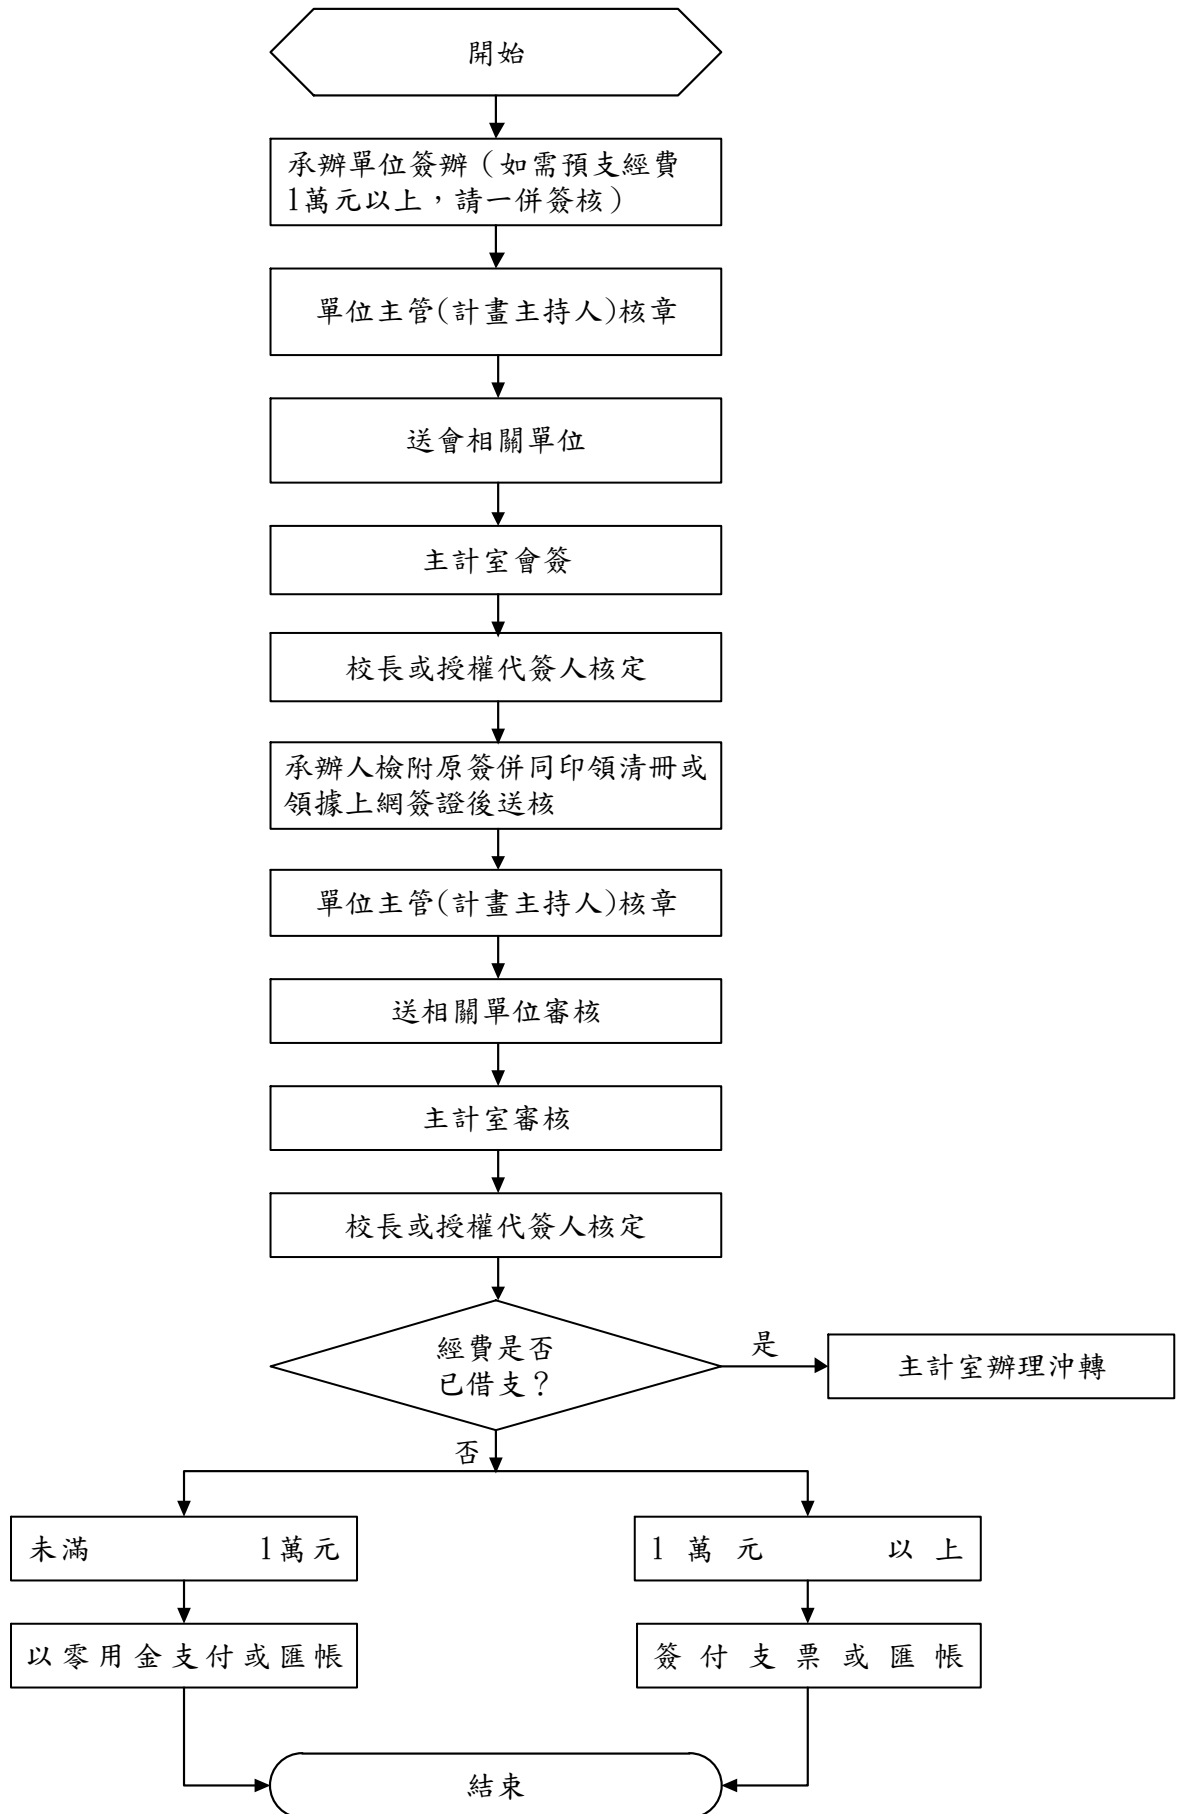 開始
承辦單位簽辦（如需預支經費
1萬元以上，請一併簽核）
單位主管(計畫主持人)核章
送會相關單位
主計室會簽
校長或授權代簽人核定
承辦人檢附原簽併同印領清冊或
領據上網簽證後送核
單位主管(計畫主持人)核章
送相關單位審核
主計室審核
校長或授權代簽人核定
經費是否
已借支？
是
主計室辦理沖轉
否
未滿 1萬元
1萬元 以上
以零用金支付或匯帳
簽付支票或匯帳
結束